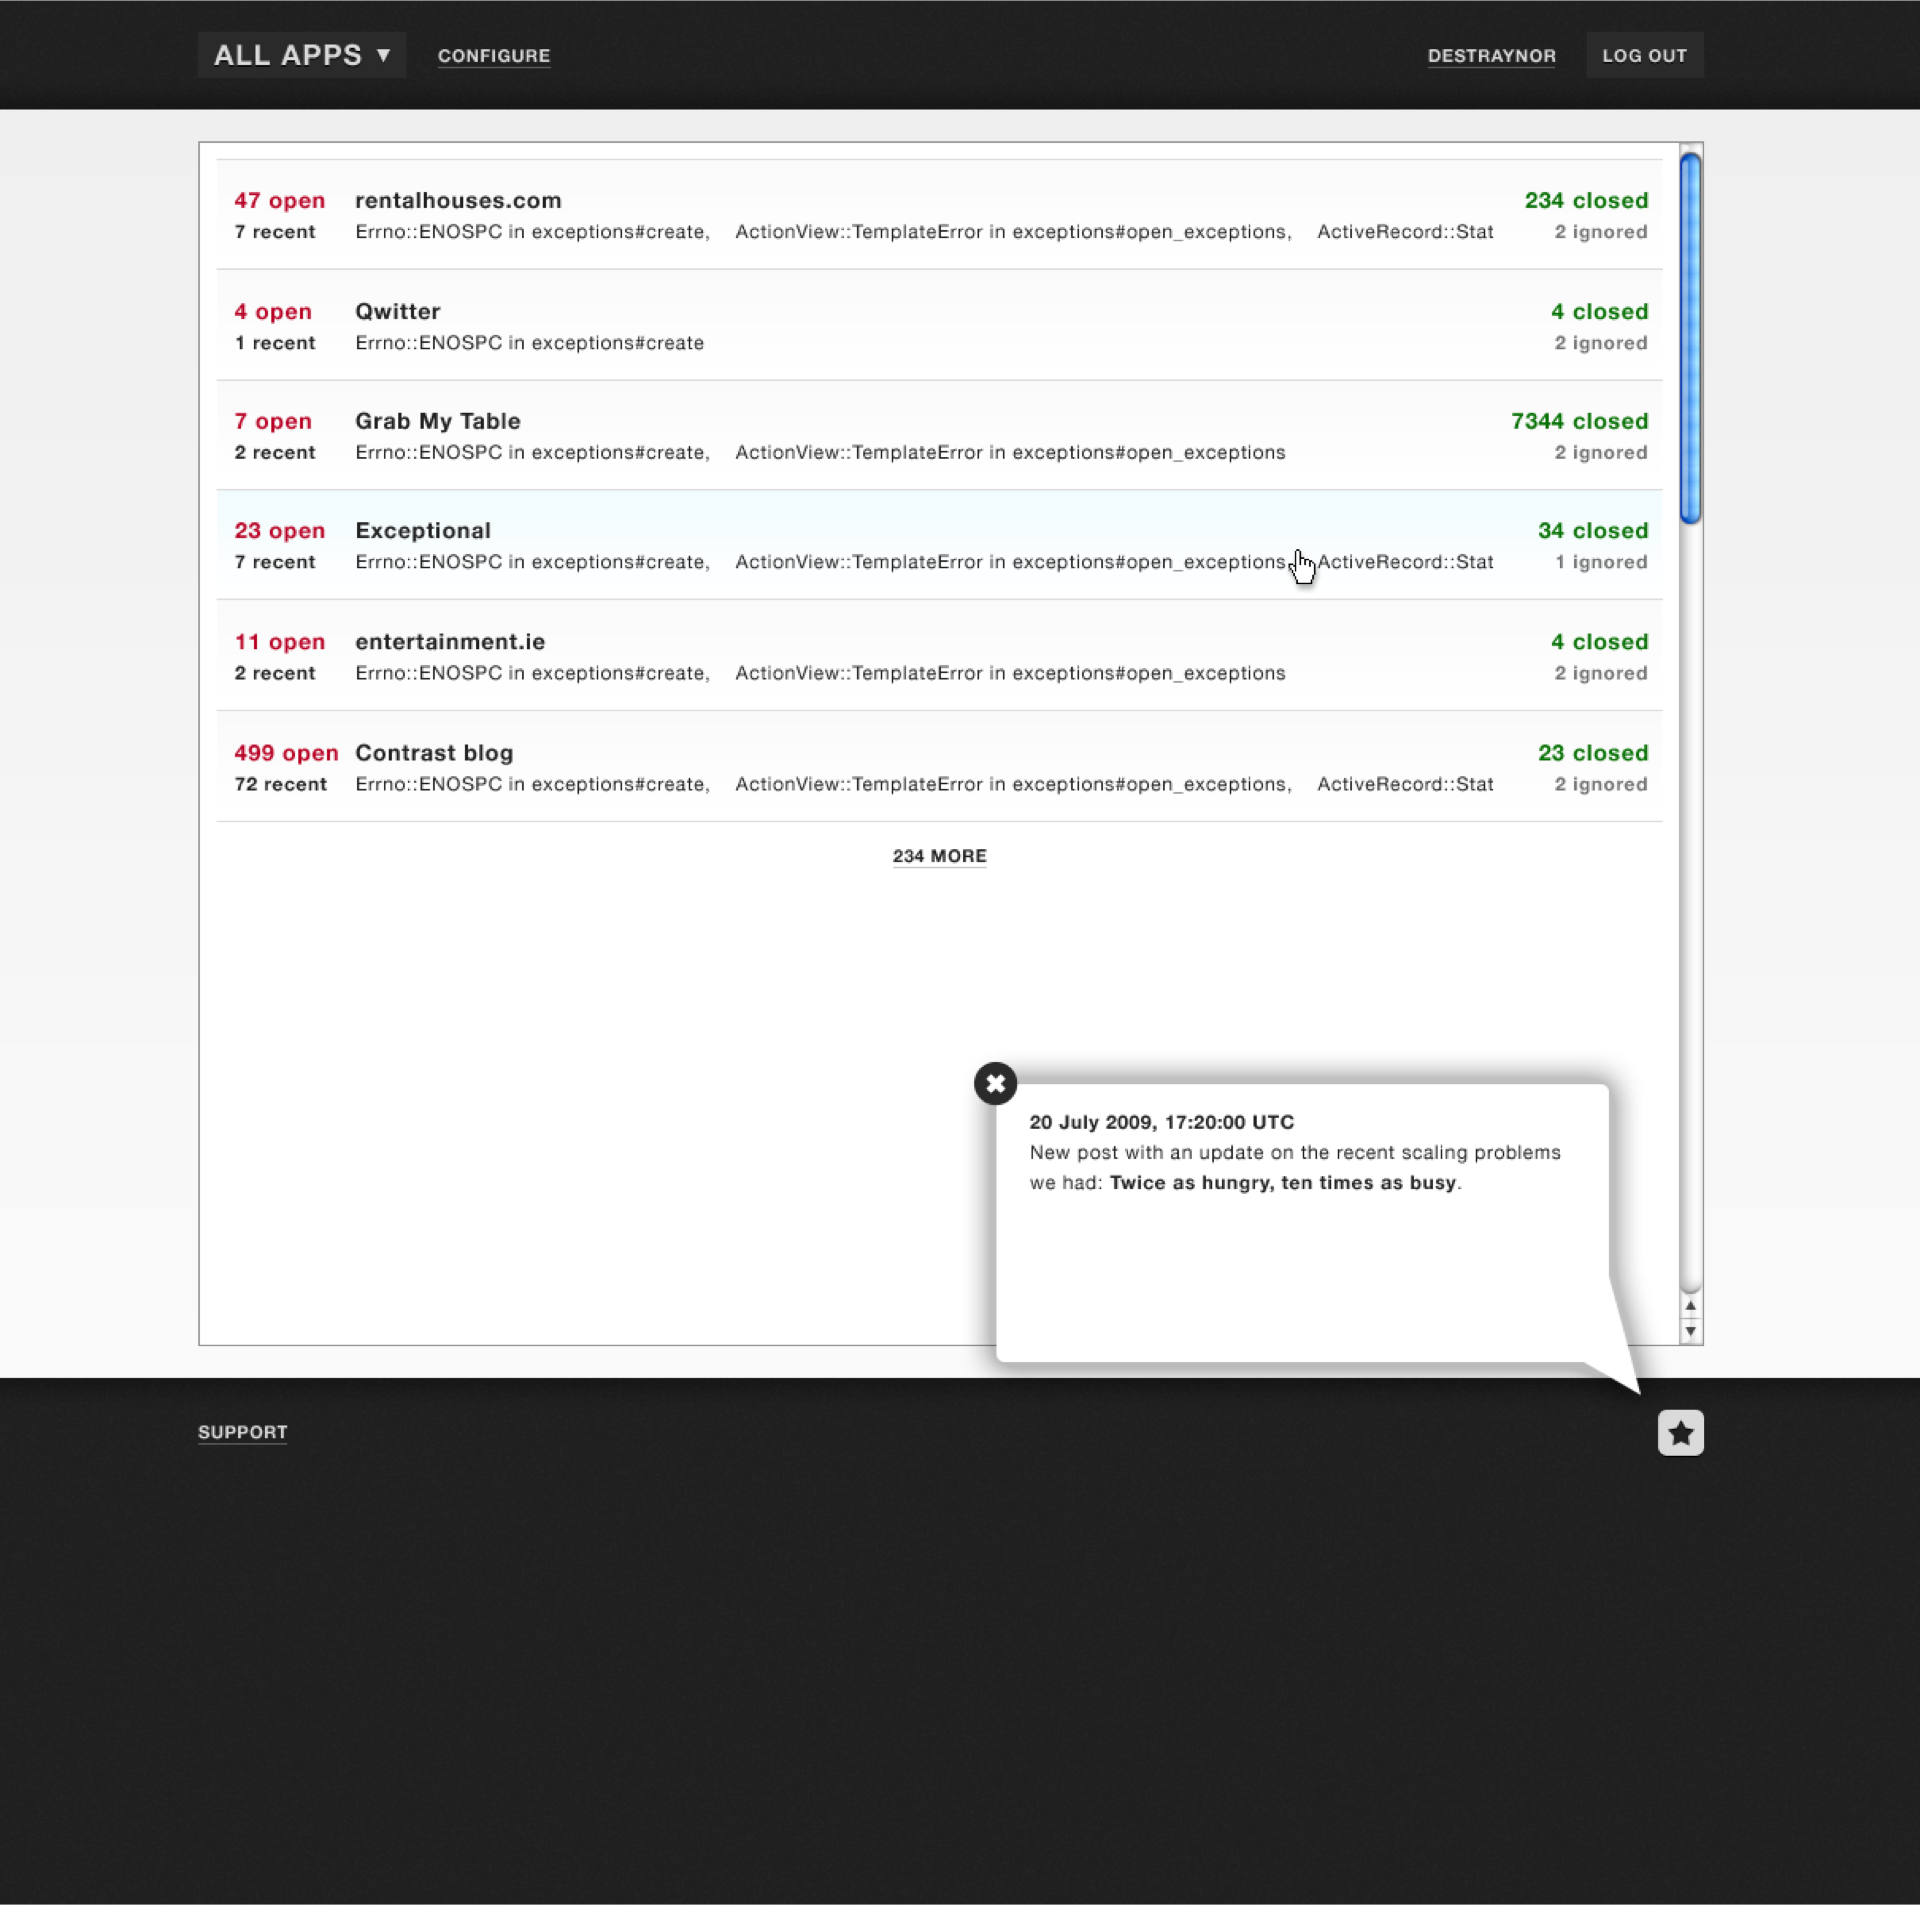 ALL APPS ▼ CONFIGURE DESTRAYNOR LOG OUT
47 open rentalhouses.com 234 closed
7 recent Errno::ENOSPC in exceptions#create, ActionView::TemplateError in exceptions#open_exceptions, ActiveRecord::Stat 2 ignored
4 open Qwitter 4 closed
1 recent Errno::ENOSPC in exceptions#create 2 ignored
7 open Grab My Table 7344 closed
2 recent Errno::ENOSPC in exceptions#create, ActionView::TemplateError in exceptions#open_exceptions 2 ignored
23 open Exceptional 34 closed
7 recent Errno::ENOSPC in exceptions#create, ActionView::TemplateError in exceptions#open_exceptions ActiveRecord::Stat 1 ignored
11 open entertainment.ie 4 closed
2 recent Errno::ENOSPC in exceptions#create, ActionView::TemplateError in exceptions#open_exceptions 2 ignored
499 open Contrast blog 23 closed
72 recent Errno::ENOSPC in exceptions#create, ActionView::TemplateError in exceptions#open_exceptions, ActiveRecord::Stat 2 ignored
234 MORE
20 July 2009, 17:20:00 UTC
New post with an update on the recent scaling problems
we had: Twice as hungry, ten times as busy.
SUPPORT